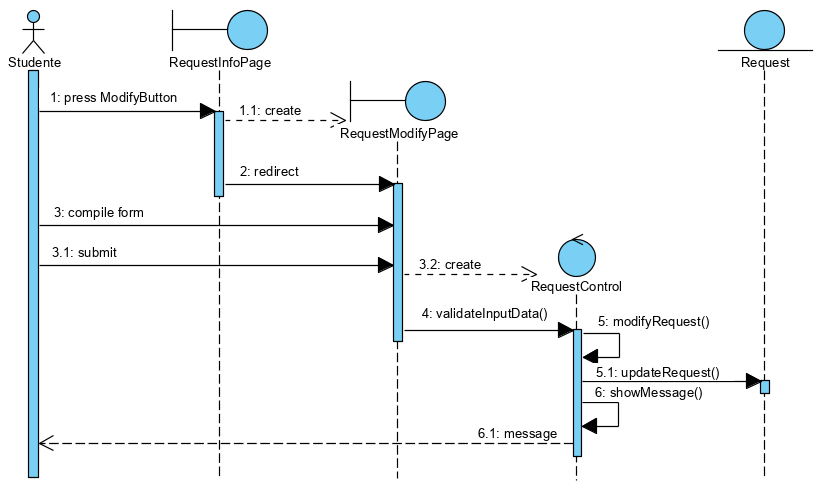 Studente
RequestInfoPage
Request
1: press ModifyButton
1.1: create
RequestModifyPage
2: redirect
3: compile form
3.1: submit
3.2: create
RequestControl
4: validateInputData()
5: modifyRequest()
5.1: updateRequest()
6: showMessage()
6.1: message